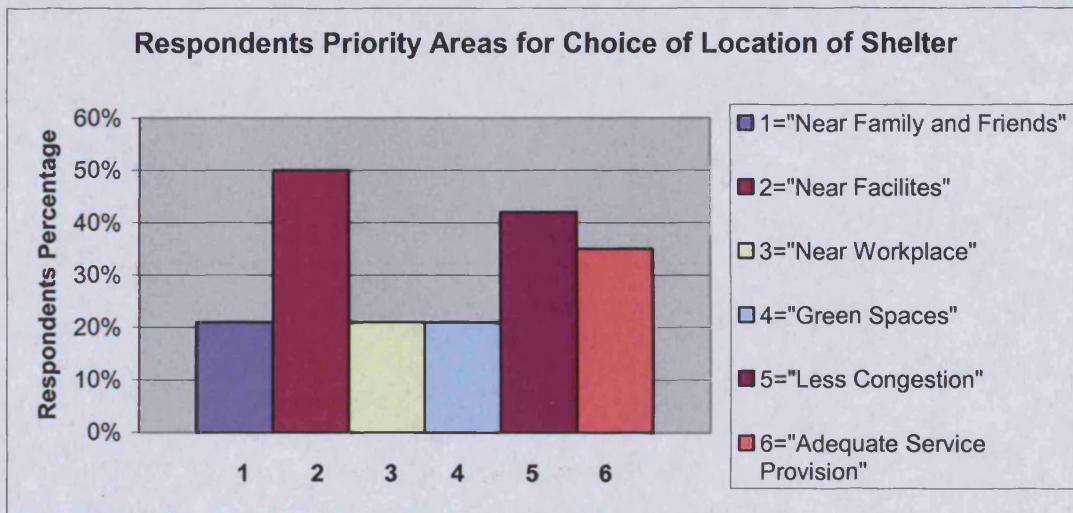 Respondents Priority Areas for Choice of Location of Shelter
Respondents Percentage
60%
50%
40%
30%
20%
10%
0%
1 2 3 4 5 6
1="Near Family and Friends"
2="Near Facilites"
3="Near Workplace"
4="Green Spaces"
5="Less Congestion"
6="Adequate Service
Provision"